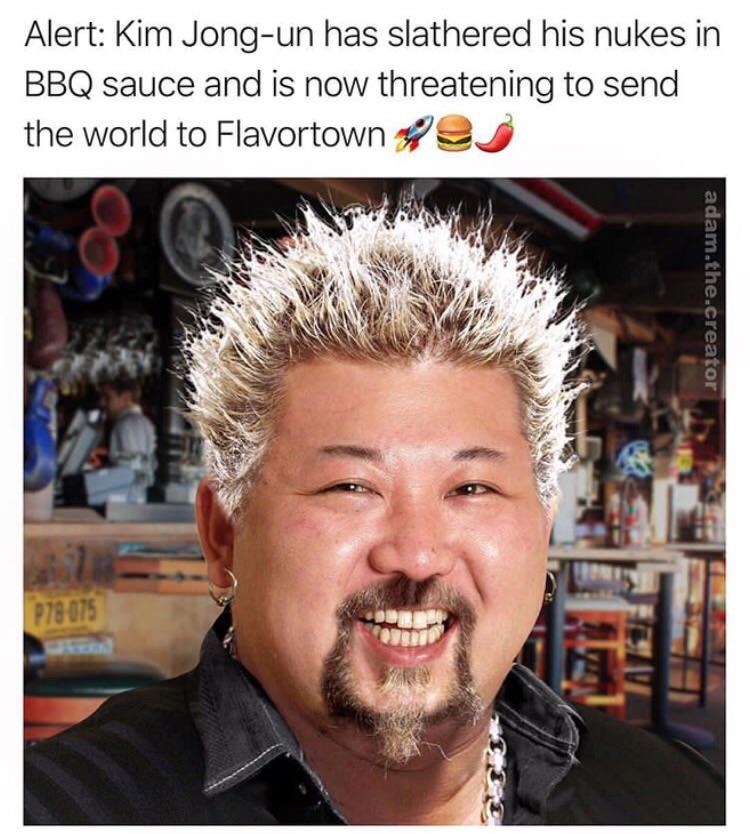 Alert: Kim Jong-un has slathered his nukes in
BBQ sauce and is now threatening to send
the world to Flavortown 🚀🍔🌶️
adam.the.creator
P78-075